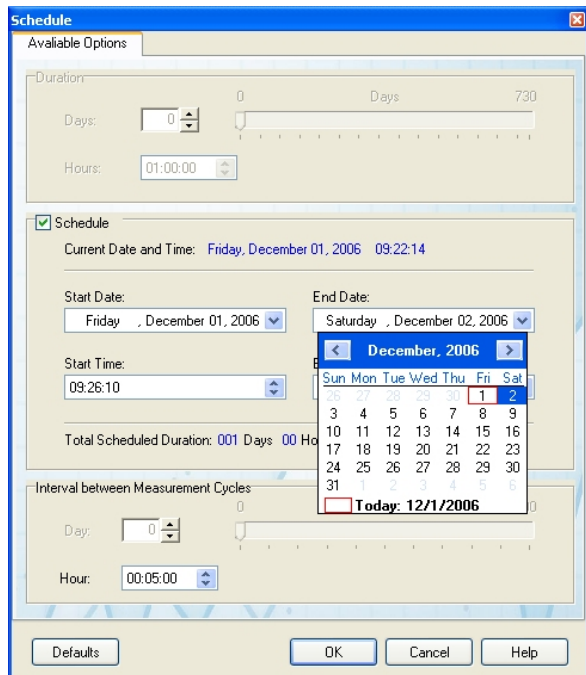 Schedule
Avaliable Options
Duration
0 Days 730
Days: 0
Hours: 01:00:00
Schedule
Current Date and Time: Friday, December 01, 2006 09:22:14
Start Date: End Date:
Friday , December 01, 2006 Saturday , December 02, 2006
December, 2006
Start Time:
Sun Mon Tue Wed Thu Fri Sat
09:26:10
26 27 28 29 30 1 2
3 4 5 6 7 8 9
10 11 12 13 14 15 16
Total Scheduled Duration: 001 Days 00
17 18 19 20 21 22 23
24 25 26 27 28 29 30
31 1 2 3 4 5 6
Today: 12/1/2006
Interval between Measurement Cycles
0
Day: 0
Hour: 00:05:00
Defaults OK Cancel Help